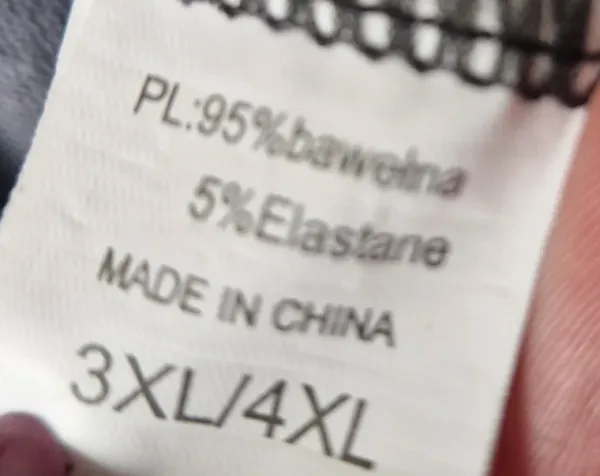 PL:95%bawełna
5%Elastane
MADE IN CHINA
3XL/4XL